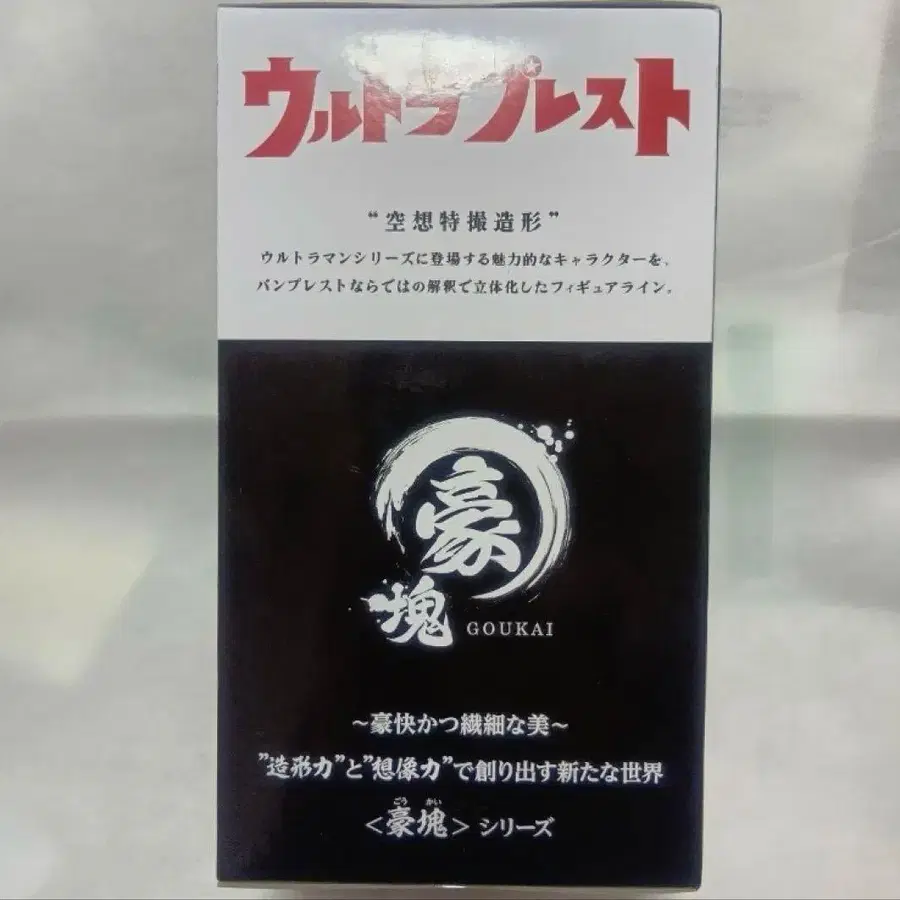 ウルトラプレスト
“空想特撮造形”
ウルトラマンシリーズに登場する魅力的なキャラクターを、
バンプレストならではの解釈で立体化したフィギュアライン。
豪
塊 GOUKAI
～豪快かつ繊細な美～
”造形力”と”想像力”で創り出す新たな世界
ごう かい
＜豪塊＞シリーズ